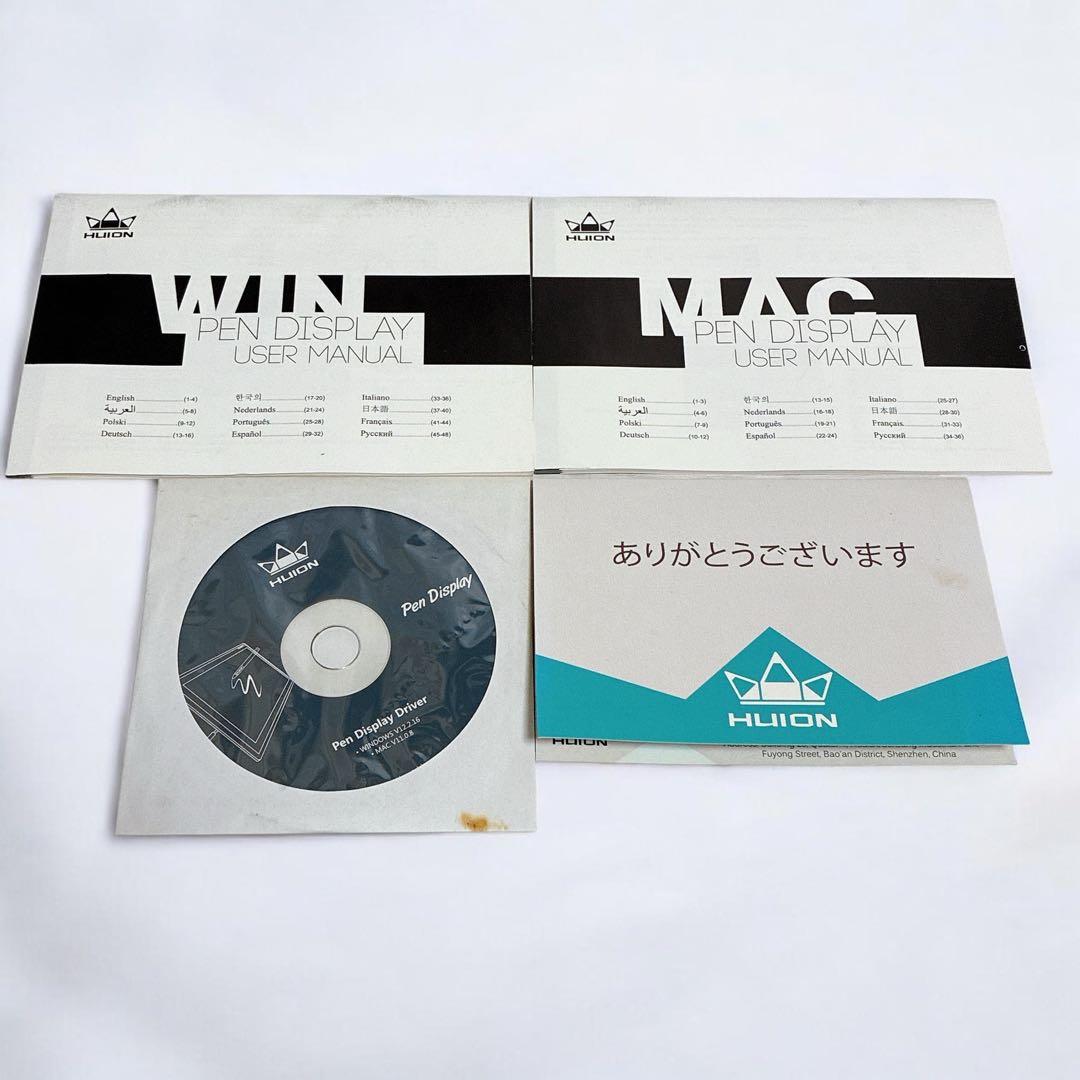 HUION
WIN
PEN DISPLAY
USER MANUAL
English (1-4)
العربية (5-8)
Polski (9-12)
Deutsch (13-16)
한국의 (17-20)
Nederlands (21-24)
Português (25-28)
Español (29-32)
Italiano (33-36)
日本語 (37-40)
Français (41-44)
Русский (45-48)
HUION
MAC
PEN DISPLAY
USER MANUAL
English (1-3)
العربية (4-6)
Polski (7-9)
Deutsch (10-12)
한국의 (13-15)
Nederlands (16-18)
Português (19-21)
Español (22-24)
Italiano (25-27)
日本語 (28-30)
Français (31-33)
Русский (34-36)
HUION
Pen Display
Pen Display Driver
• WINDOWS V12.2.16
• MAC V11.0.8
ありがとうございます
HUION
HUION
Fuyong Street, Bao'an District, Shenzhen, China